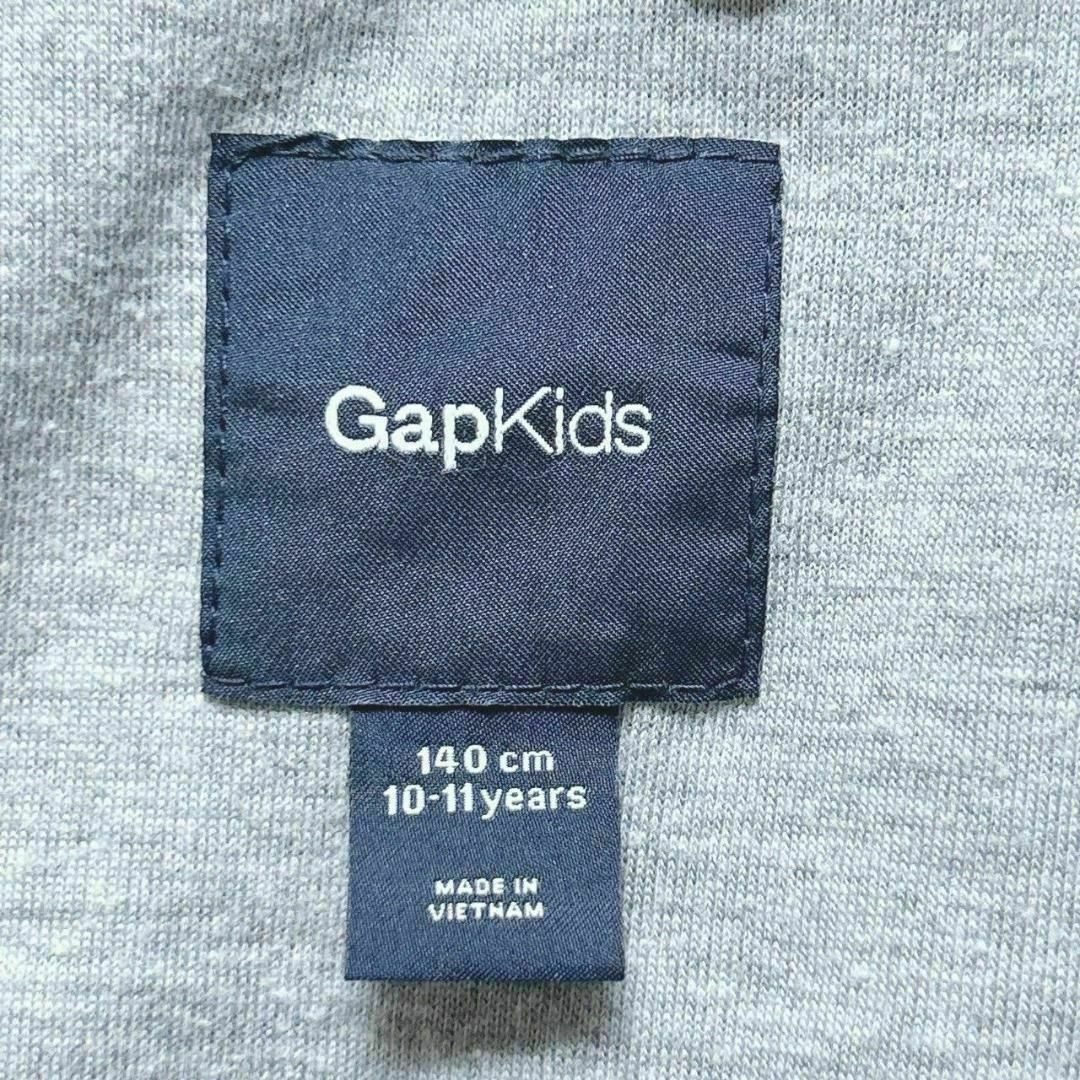 GapKids
140 cm
10-11 years
MADE IN
VIETNAM